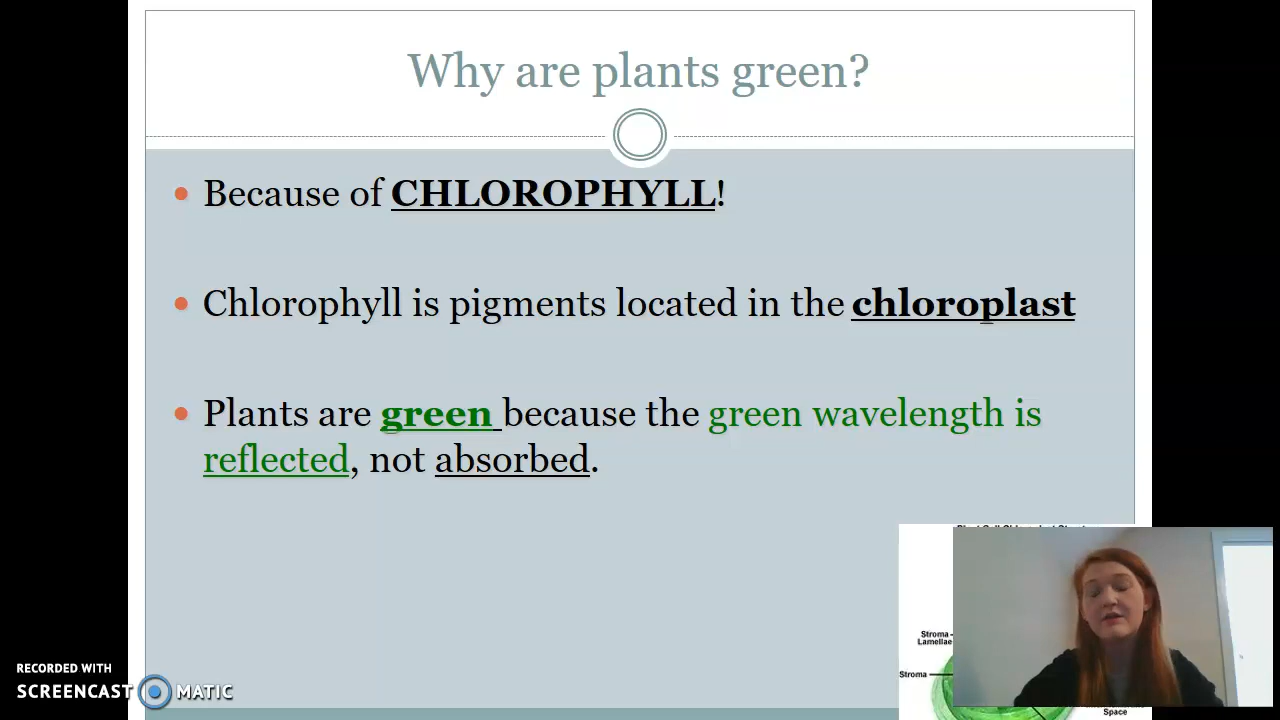 Why are plants green?
Because of CHLOROPHYLL!
Chlorophyll is pigments located in the chloroplast
Plants are green because the green wavelength is
reflected, not absorbed.
Stroma
Lamellae
Stroma
Space
RECORDED WITH
SCREENCAST MATIC